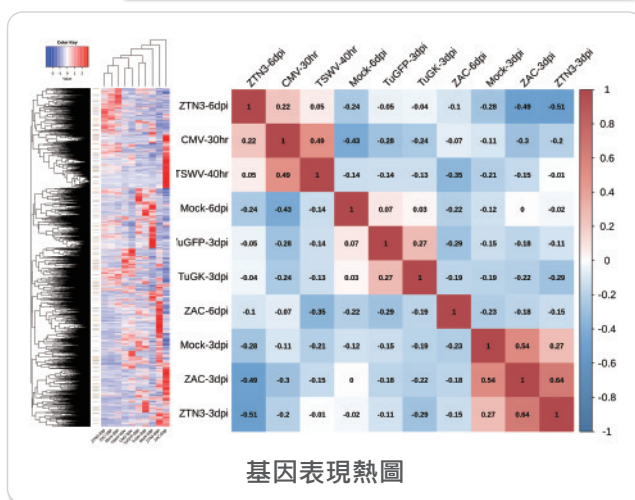 Color Key
Value
ZTN3-6dpi CMV-30hr TSWV-40hr Mock-6dpi TuGFP-3dpi TuGK-3dpi ZAC-6dpi Mock-3dpi ZAC-3dpi ZTN3-3dpi
ZTN3-6dpi 1 0.22 0.05 -0.24 -0.05 -0.04 -0.1 -0.28 -0.49 -0.51
CMV-30hr 0.22 1 0.49 -0.43 -0.28 -0.24 -0.07 -0.11 -0.3 -0.2
TSWV-40hr 0.05 0.49 1 -0.14 -0.14 -0.13 -0.35 -0.21 -0.15 -0.01
Mock-6dpi -0.24 -0.43 -0.14 1 0.07 0.03 -0.22 -0.12 0 -0.02
TuGFP-3dpi -0.05 -0.28 -0.14 0.07 1 0.27 -0.29 -0.15 -0.18 -0.11
TuGK-3dpi -0.04 -0.24 -0.13 0.03 0.27 1 -0.19 -0.19 -0.22 -0.29
ZAC-6dpi -0.1 -0.07 -0.35 -0.22 -0.29 -0.19 1 -0.23 -0.18 -0.15
Mock-3dpi -0.28 -0.11 -0.21 -0.12 -0.15 -0.19 -0.23 1 0.54 0.27
ZAC-3dpi -0.49 -0.3 -0.15 0 -0.18 -0.22 -0.18 0.54 1 0.64
ZTN3-3dpi -0.51 -0.2 -0.01 -0.02 -0.11 -0.29 -0.15 0.27 0.64 1
1
0.8
0.6
0.4
0.2
0
-0.2
-0.4
-0.6
-0.8
-1
基因表現熱圖